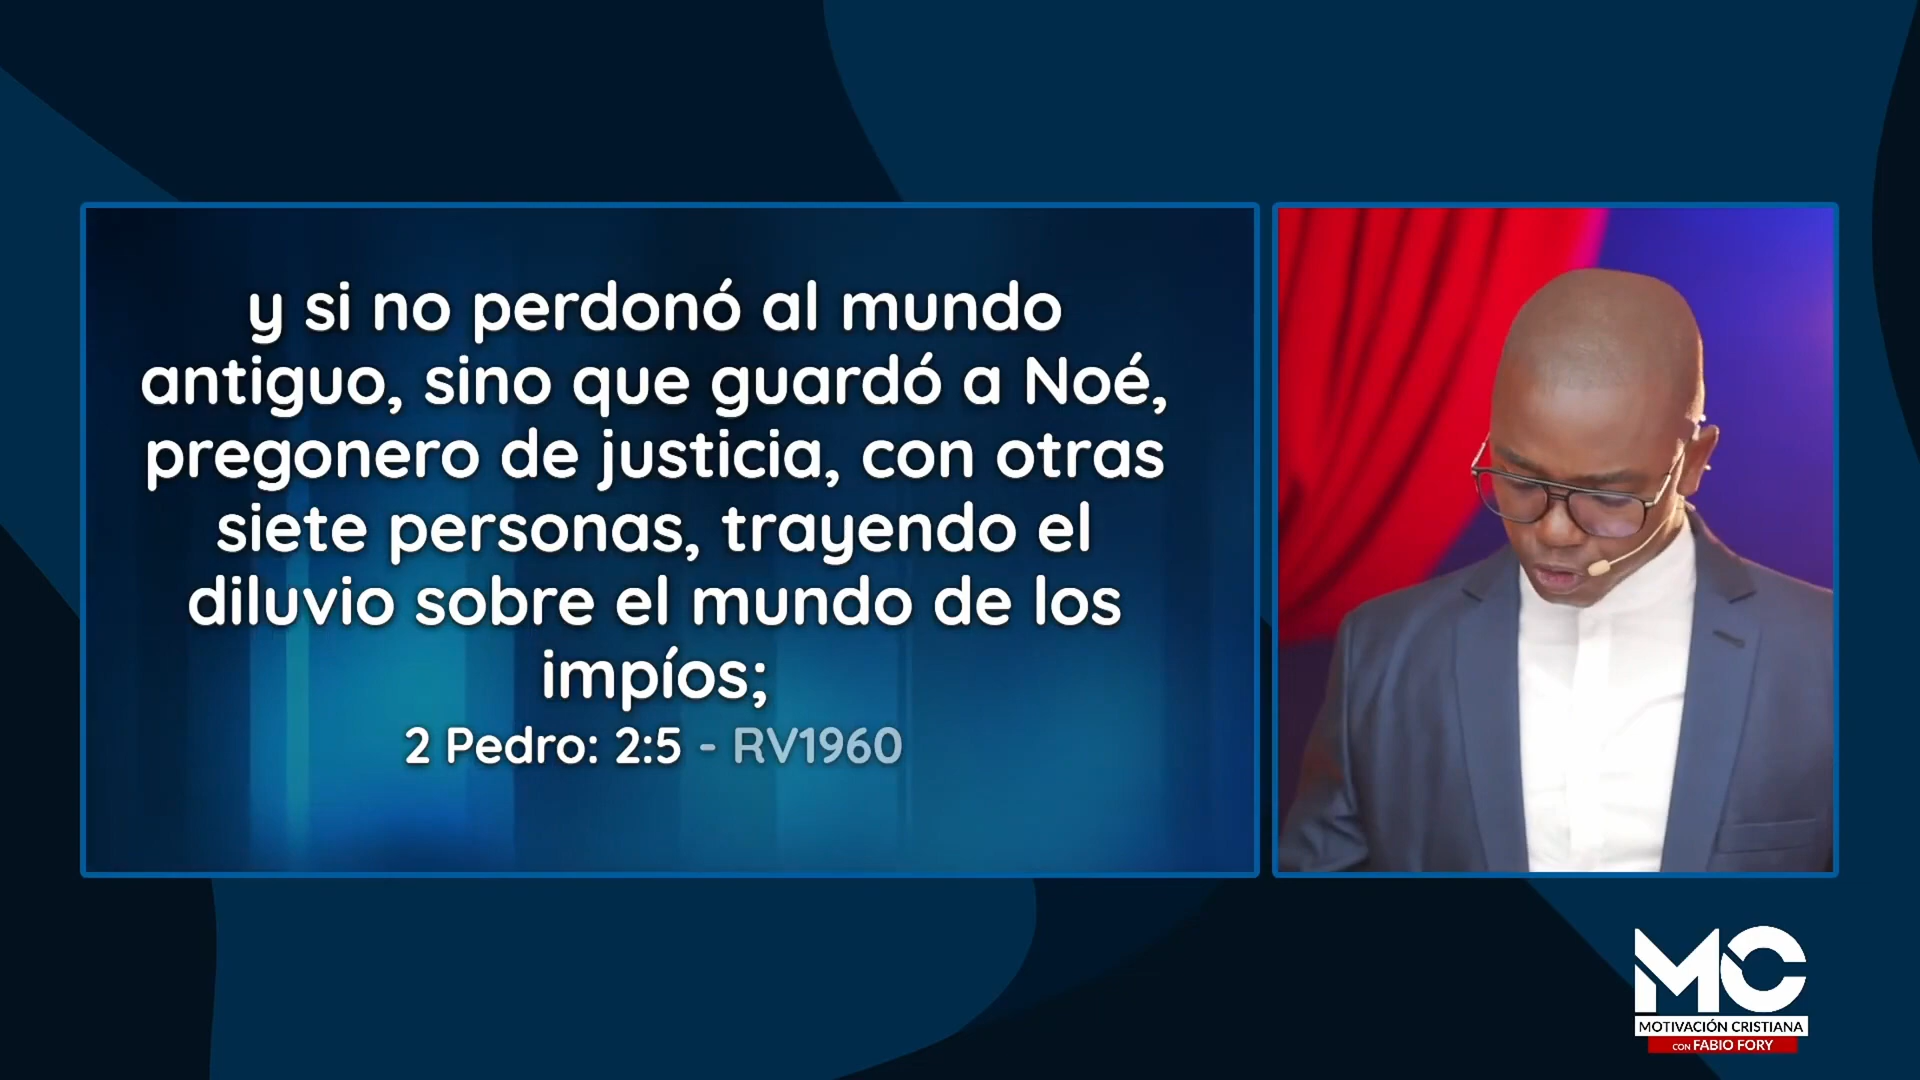 y si no perdonó al mundo
antiguo, sino que guardó a Noé,
pregonero de justicia, con otras
siete personas, trayendo el
diluvio sobre el mundo de los
impíos;
2 Pedro: 2:5 - RV1960
MC
MOTIVACIÓN CRISTIANA
CON FABIO FORY